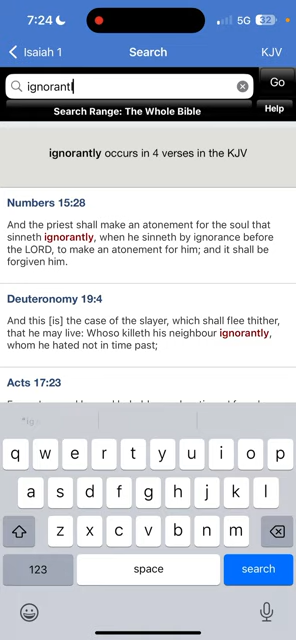 7:24
5G 32
Isaiah 1 Search KJV
ignorantl
Go
Search Range: The Whole Bible
Help
ignorantly occurs in 4 verses in the KJV
Numbers 15:28
And the priest shall make an atonement for the soul that
sinneth ignorantly, when he sinneth by ignorance before
the LORD, to make an atonement for him; and it shall be
forgiven him.
Deuteronomy 19:4
And this [is] the case of the slayer, which shall flee thither,
that he may live: Whoso killeth his neighbour ignorantly,
whom he hated not in time past;
Acts 17:23
q w e r t y u i o p
a s d f g h j k l
z x c v b n m
123 space search